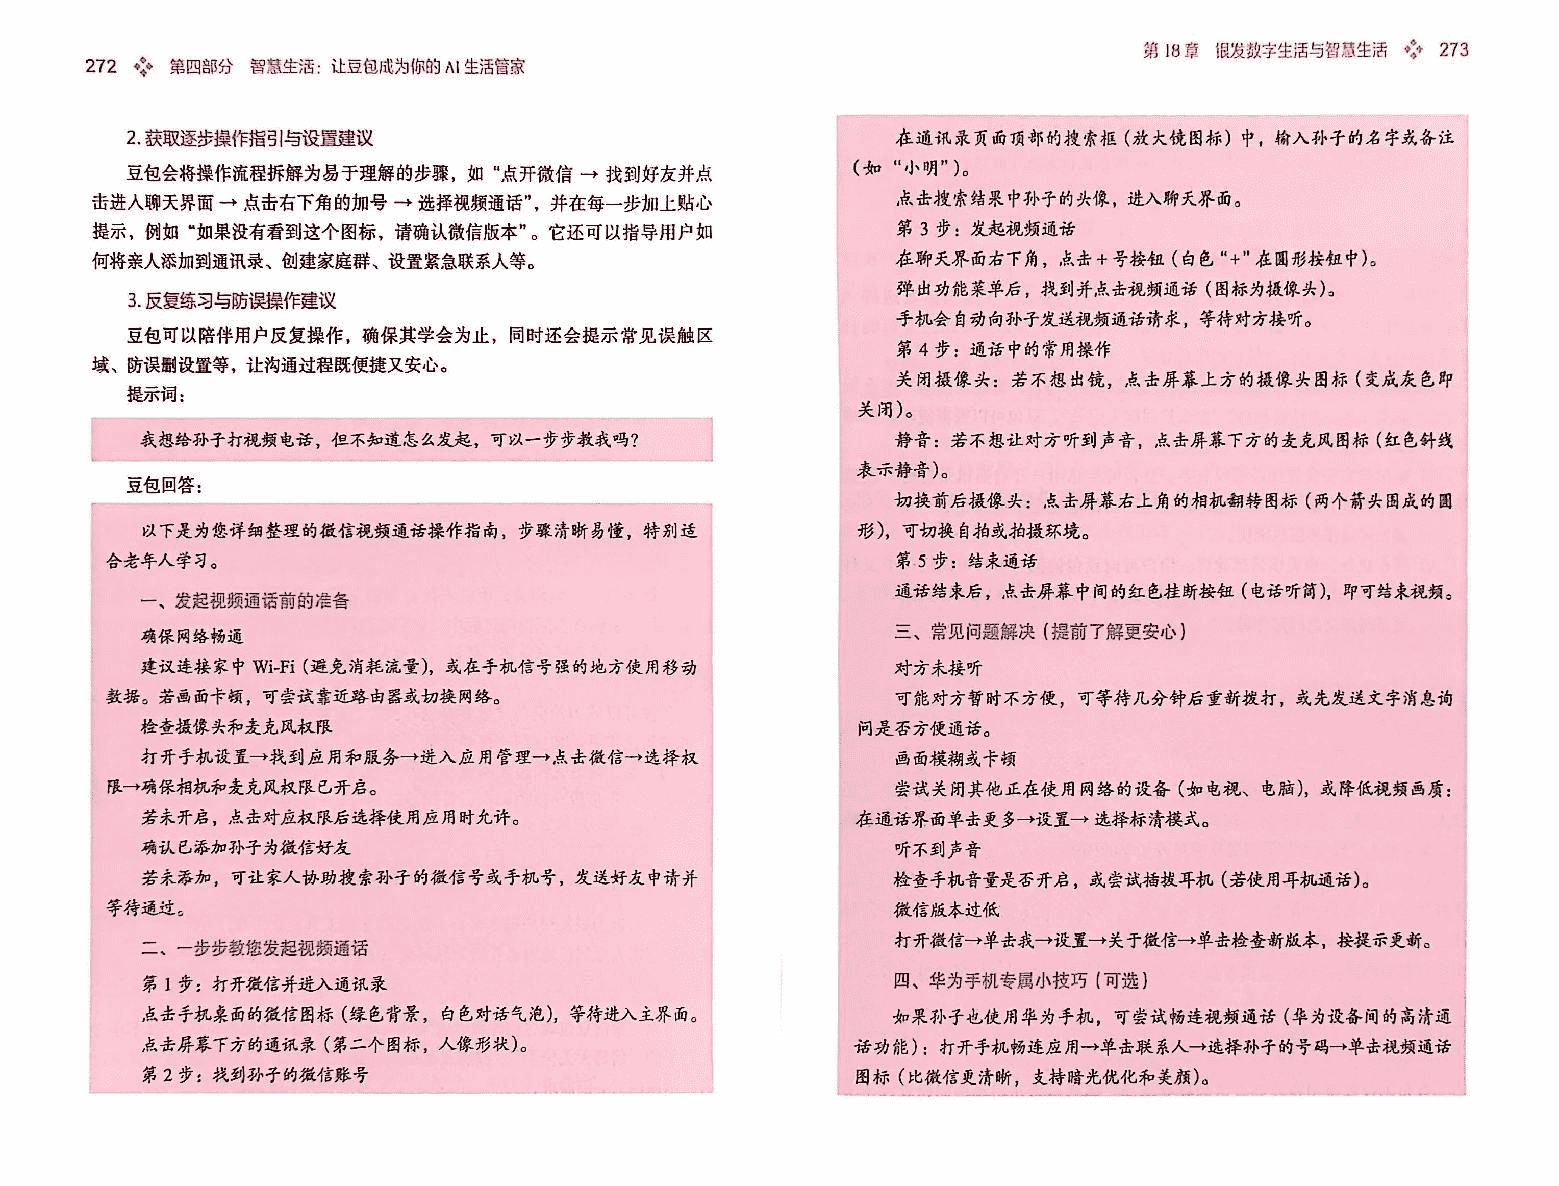 272 第四部分 智慧生活：让豆包成为你的 AI 生活管家
2. 获取逐步操作指引与设置建议
豆包会将操作流程拆解为易于理解的步骤，如“点开微信 → 找到好友并点
击进入聊天界面 → 点击右下角的加号 → 选择视频通话”，并在每一步加上贴心
提示，例如“如果没有看到这个图标，请确认微信版本”。它还可以指导用户如
何将亲人添加到通讯录、创建家庭群、设置紧急联系人等。
3. 反复练习与防误操作建议
豆包可以陪伴用户反复操作，确保其学会为止，同时还会提示常见误触区
域、防误删设置等，让沟通过程既便捷又安心。
提示词：
我想给孙子打视频电话，但不知道怎么发起，可以一步步教我吗？
豆包回答：
以下是为您详细整理的微信视频通话操作指南，步骤清晰易懂，特别适
合老年人学习。
一、发起视频通话前的准备
确保网络畅通
建议连接家中 Wi-Fi（避免消耗流量），或在手机信号强的地方使用移动
数据。若画面卡顿，可尝试靠近路由器或切换网络。
检查摄像头和麦克风权限
打开手机设置→找到应用和服务→进入应用管理→点击微信→选择权
限→确保相机和麦克风权限已开启。
若未开启，点击对应权限后选择使用应用时允许。
确认已添加孙子为微信好友
若未添加，可让家人协助搜索孙子的微信号或手机号，发送好友申请并
等待通过。
二、一步步教您发起视频通话
第 1 步：打开微信并进入通讯录
点击手机桌面的微信图标（绿色背景，白色对话气泡），等待进入主界面。
点击屏幕下方的通讯录（第二个图标，人像形状）。
第 2 步：找到孙子的微信账号
第 18 章 银发数字生活与智慧生活 273
在通讯录页面顶部的搜索框（放大镜图标）中，输入孙子的名字或备注
（如 “小明”）。
点击搜索结果中孙子的头像，进入聊天界面。
第 3 步：发起视频通话
在聊天界面右下角，点击 + 号按钮（白色 “+” 在圆形按钮中）。
弹出功能菜单后，找到并点击视频通话（图标为摄像头）。
手机会自动向孙子发送视频通话请求，等待对方接听。
第 4 步：通话中的常用操作
关闭摄像头：若不想出镜，点击屏幕上方的摄像头图标（变成灰色即
关闭）。
静音：若不想让对方听到声音，点击屏幕下方的麦克风图标（红色斜线
表示静音）。
切换前后摄像头：点击屏幕右上角的相机翻转图标（两个箭头围成的圆
形），可切换自拍或拍摄环境。
第 5 步：结束通话
通话结束后，点击屏幕中间的红色挂断按钮（电话听筒），即可结束视频。
三、常见问题解决（提前了解更安心）
对方未接听
可能对方暂时不方便，可等待几分钟后重新拨打，或先发送文字消息询
问是否方便通话。
画面模糊或卡顿
尝试关闭其他正在使用网络的设备（如电视、电脑），或降低视频画质：
在通话界面单击更多→设置→ 选择标清模式。
听不到声音
检查手机音量是否开启，或尝试插拔耳机（若使用耳机通话）。
微信版本过低
打开微信→单击我→设置→关于微信→单击检查新版本，按提示更新。
四、华为手机专属小技巧（可选）
如果孙子也使用华为手机，可尝试畅连视频通话（华为设备间的高清通
话功能）：打开手机畅连应用→单击联系人→选择孙子的号码→单击视频通话
图标（比微信更清晰，支持暗光优化和美颜）。